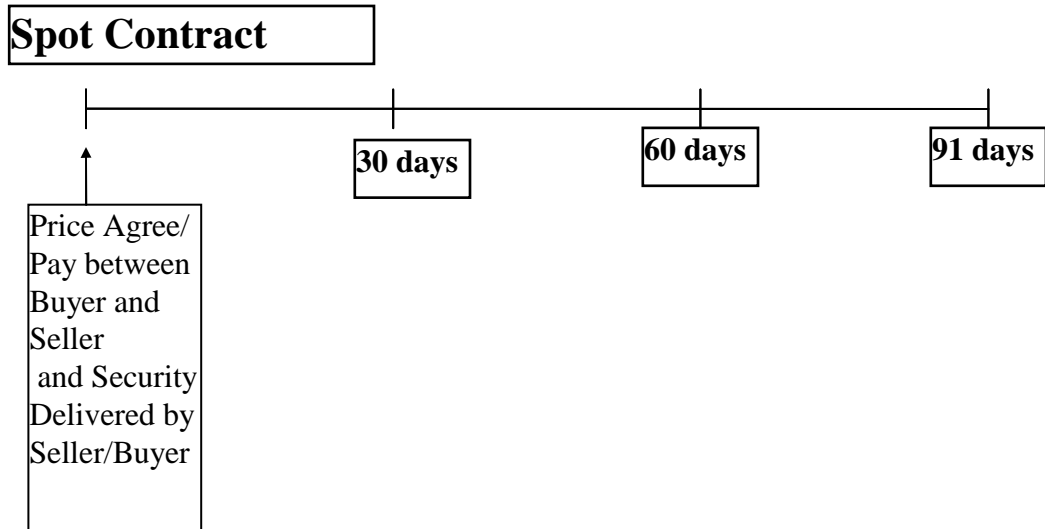 Spot Contract
30 days
60 days
91 days
Price Agree/
Pay between
Buyer and
Seller
and Security
Delivered by
Seller/Buyer